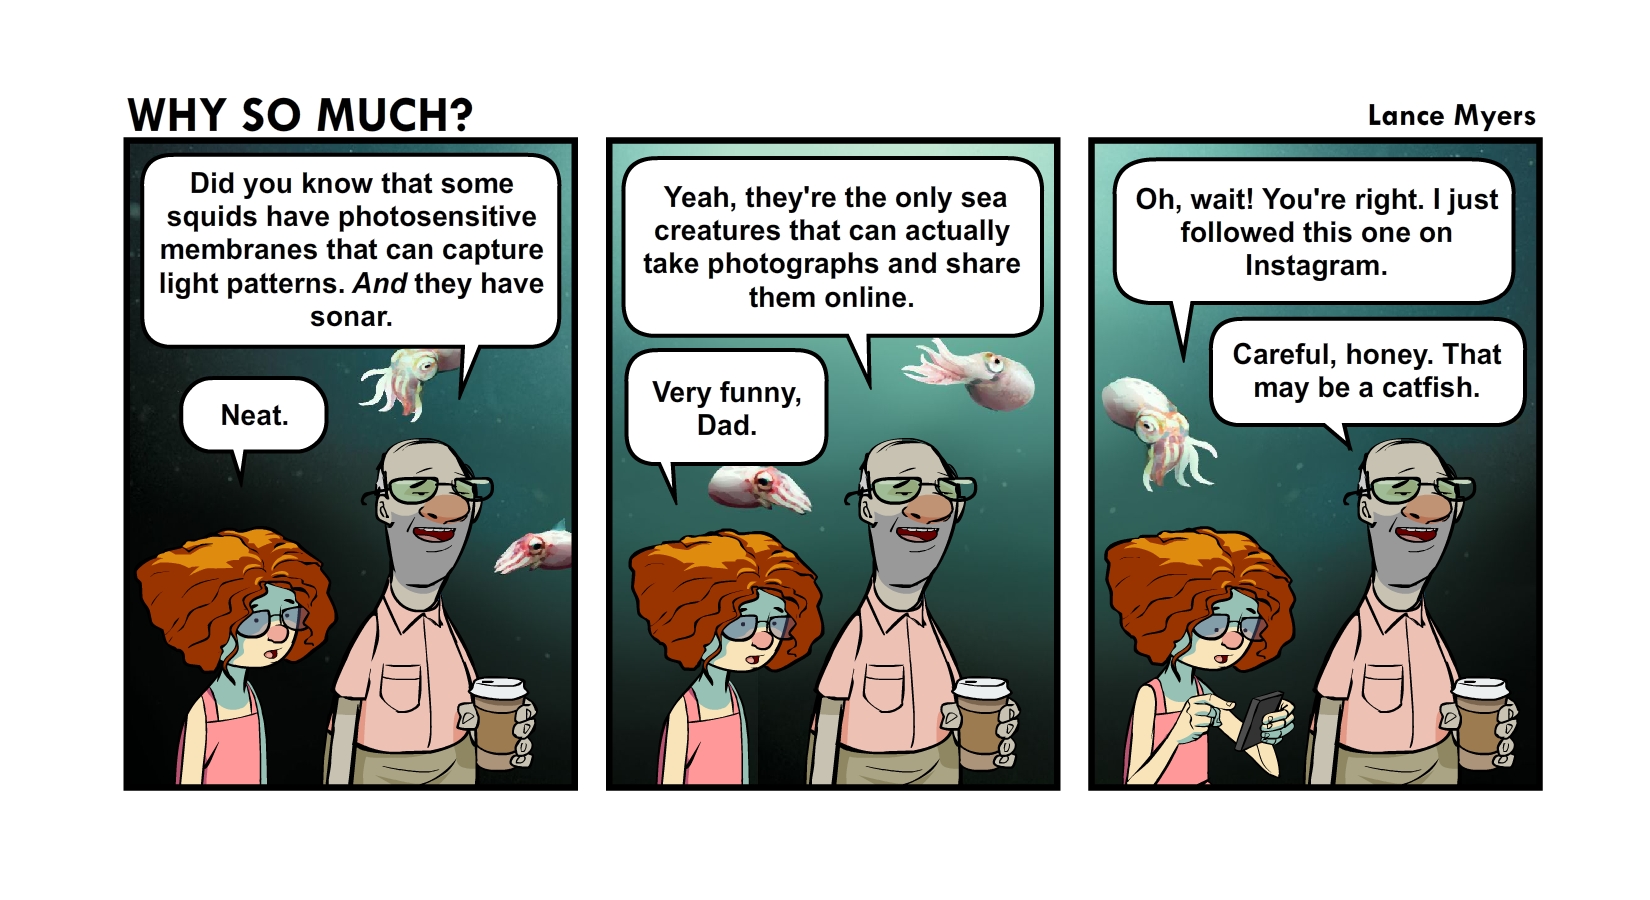 WHY SO MUCH?
Lance Myers
Did you know that some
squids have photosensitive
membranes that can capture
light patterns. And they have
sonar.
Neat.
Yeah, they're the only sea
creatures that can actually
take photographs and share
them online.
Very funny,
Dad.
Oh, wait! You're right. I just
followed this one on
Instagram.
Careful, honey. That
may be a catfish.